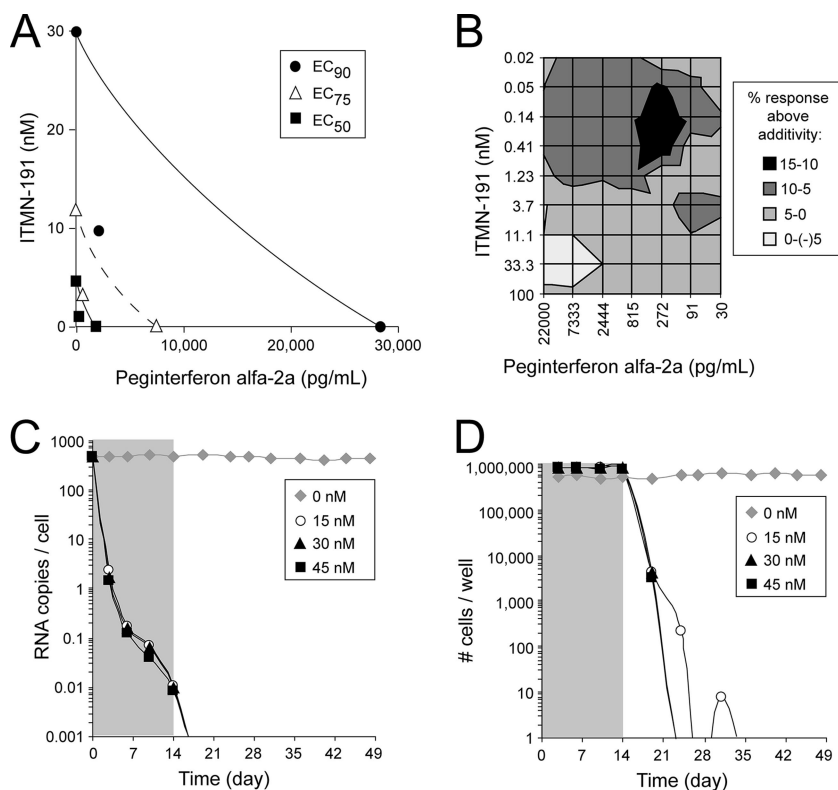 A
ITMN-191 (nM)
30
20
10
0
0
10,000
20,000
30,000
Peginterferon alfa-2a (pg/mL)
EC90
EC75
EC50
B
ITMN-191 (nM)
0.02
0.05
0.14
0.41
1.23
3.7
11.1
33.3
100
22000
7333
2444
815
272
91
30
Peginterferon alfa-2a (pg/mL)
% response
above
additivity:
15-10
10-5
5-0
0-(-)5
C
RNA copies / cell
1000
100
10
1
0.1
0.01
0.001
0
7
14
21
28
35
42
49
Time (day)
0 nM
15 nM
30 nM
45 nM
D
# cells / well
1,000,000
100,000
10,000
1,000
100
10
1
0
7
14
21
28
35
42
49
Time (day)
0 nM
15 nM
30 nM
45 nM